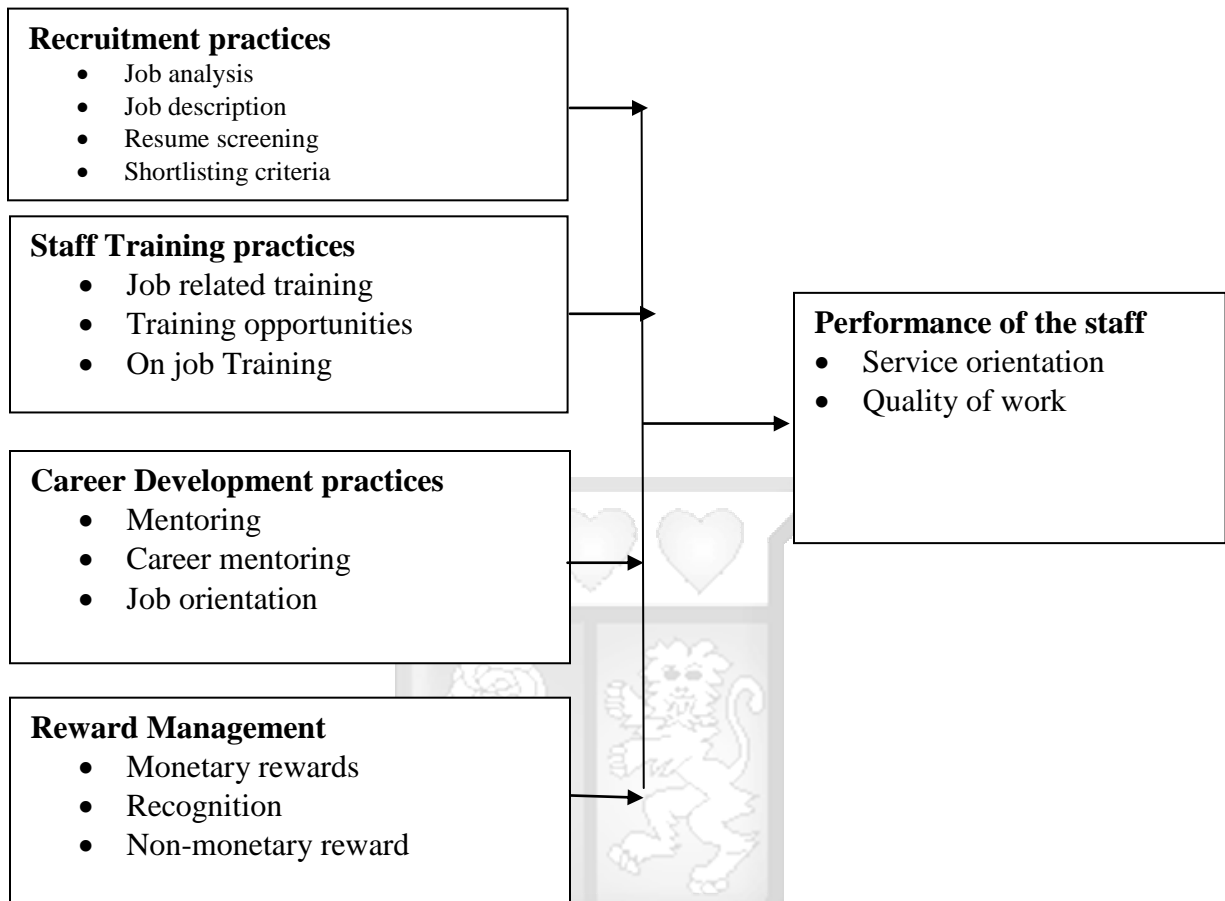 Recruitment practices
• Job analysis
• Job description
• Resume screening
• Shortlisting criteria
Staff Training practices
• Job related training
• Training opportunities
• On job Training
Career Development practices
• Mentoring
• Career mentoring
• Job orientation
Reward Management
• Monetary rewards
• Recognition
• Non-monetary reward
Performance of the staff
• Service orientation
• Quality of work